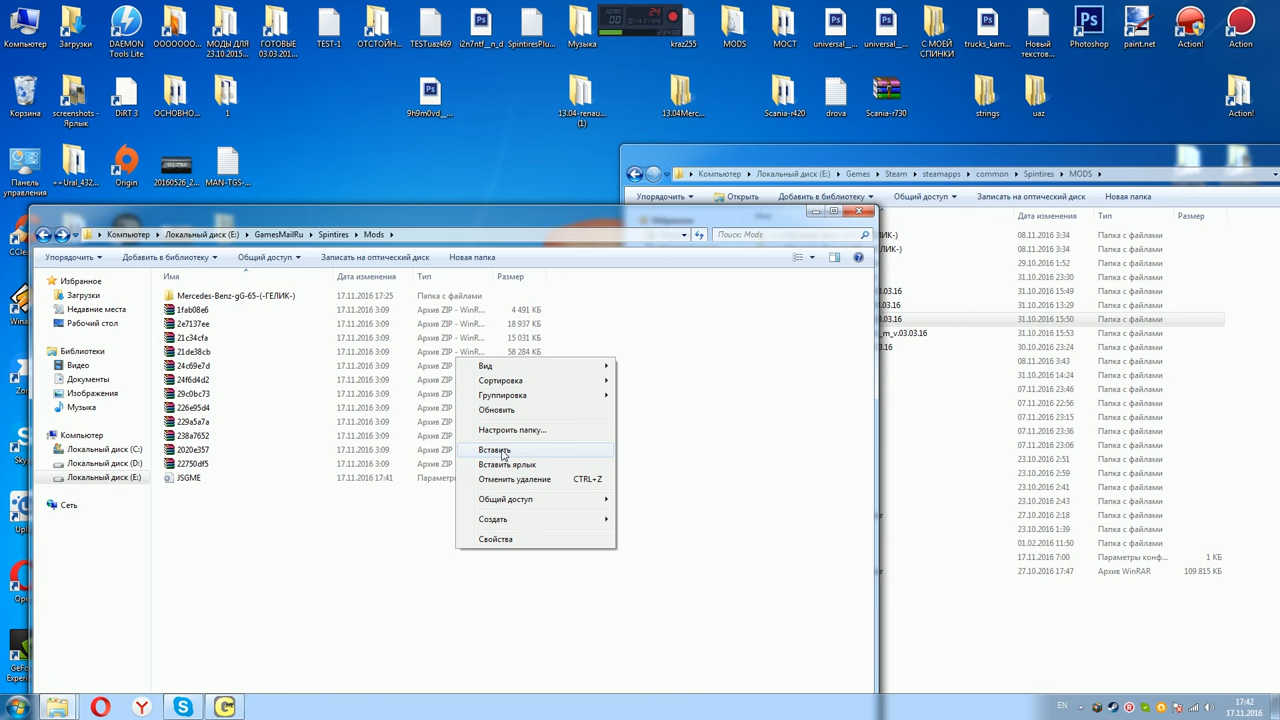 Компьютер
Загрузки
DAEMON
Tools Lite
OOOOOO...
МОДЫ ДЛЯ
23.10.2015...
ГОТОВЫЕ
03.03.201...
TEST-1
ОТСТОЙН...
TESTuaz469
i2n7ntf__n_d
SpintiresPlu...
Музыка
kraz255
MODS
МОСТ
universal__...
universal__...
С МОЕЙ
СПИНКИ
trucks_kam...
Новый
текстов...
Photoshop
paint.net
Action!
Action
24
Корзина
screenshots -
Ярлык
DiRT 3
ОСНОВНО...
1
9h9m0vd__...
13.04-renau...
(1)
13.04Merc...
Scania-r420
drova
Scania-r730
strings
uaz
Action!
Панель
управления
++Ural_432...
Origin
20160526_2...
MAN-TGS-...
Компьютер
Локальный диск (E:)
Games
Steam
steamapps
common
Spintires
MODS
Упорядочить
Открыть
Добавить в библиотеку
Общий доступ
Записать на оптический диск
Новая папка
Дата изменения
Тип
Размер
08.11.2016 3:34 Папка с файлами
08.11.2016 3:34 Папка с файлами
29.10.2016 1:52 Папка с файлами
31.10.2016 23:30 Папка с файлами
31.10.2016 15:49 Папка с файлами
31.10.2016 13:29 Папка с файлами
31.10.2016 15:50 Папка с файлами
_m_v.03.03.16 31.10.2016 15:53 Папка с файлами
30.10.2016 23:24 Папка с файлами
08.11.2016 3:43 Папка с файлами
31.10.2016 14:24 Папка с файлами
07.11.2016 23:46 Папка с файлами
07.11.2016 22:56 Папка с файлами
07.11.2016 23:15 Папка с файлами
07.11.2016 23:36 Папка с файлами
07.11.2016 23:06 Папка с файлами
23.10.2016 2:51 Папка с файлами
23.10.2016 2:59 Папка с файлами
23.10.2016 2:41 Папка с файлами
23.10.2016 2:43 Папка с файлами
27.10.2016 2:18 Папка с файлами
23.10.2016 1:39 Папка с файлами
01.02.2016 11:50 Папка с файлами
17.11.2016 7:00 Параметры конф... 1 КБ
27.10.2016 17:47 Архив WinRAR 109 815 КБ
Компьютер
Локальный диск (E:)
GamesMailRu
Spintires
Mods
Поиск: Mods
Упорядочить
Добавить в библиотеку
Общий доступ
Записать на оптический диск
Новая папка
Избранное
Загрузки
Недавние места
Рабочий стол
Библиотеки
Видео
Документы
Изображения
Музыка
Компьютер
Локальный диск (C:)
Локальный диск (D:)
Локальный диск (E:)
Сеть
Имя
Дата изменения
Тип
Размер
Mercedes-Benz-gG-65-(-ГЕЛИК-) 17.11.2016 17:25 Папка с файлами
1fab08e6 17.11.2016 3:09 Архив ZIP - WinR... 4 491 КБ
2e7137ee 17.11.2016 3:09 Архив ZIP - WinR... 18 937 КБ
21c34cfa 17.11.2016 3:09 Архив ZIP - WinR... 15 031 КБ
21de38cb 17.11.2016 3:09 Архив ZIP - WinR... 58 284 КБ
24c69e7d 17.11.2016 3:09 Архив ZIP
24f6d4d2 17.11.2016 3:09 Архив ZIP
29c0bc73 17.11.2016 3:09 Архив ZIP
226e95d4 17.11.2016 3:09 Архив ZIP
229a5a7a 17.11.2016 3:09 Архив ZIP
238a7652 17.11.2016 3:09 Архив ZIP
2020e357 17.11.2016 3:09 Архив ZIP
22750df5 17.11.2016 3:09 Архив ZIP
JSGME 17.11.2016 17:41 Параметры
Вид
Сортировка
Группировка
Обновить
Настроить папку...
Вставить
Вставить ярлык
Отменить удаление CTRL+Z
Общий доступ
Создать
Свойства
EN
17:42
17.11.2016